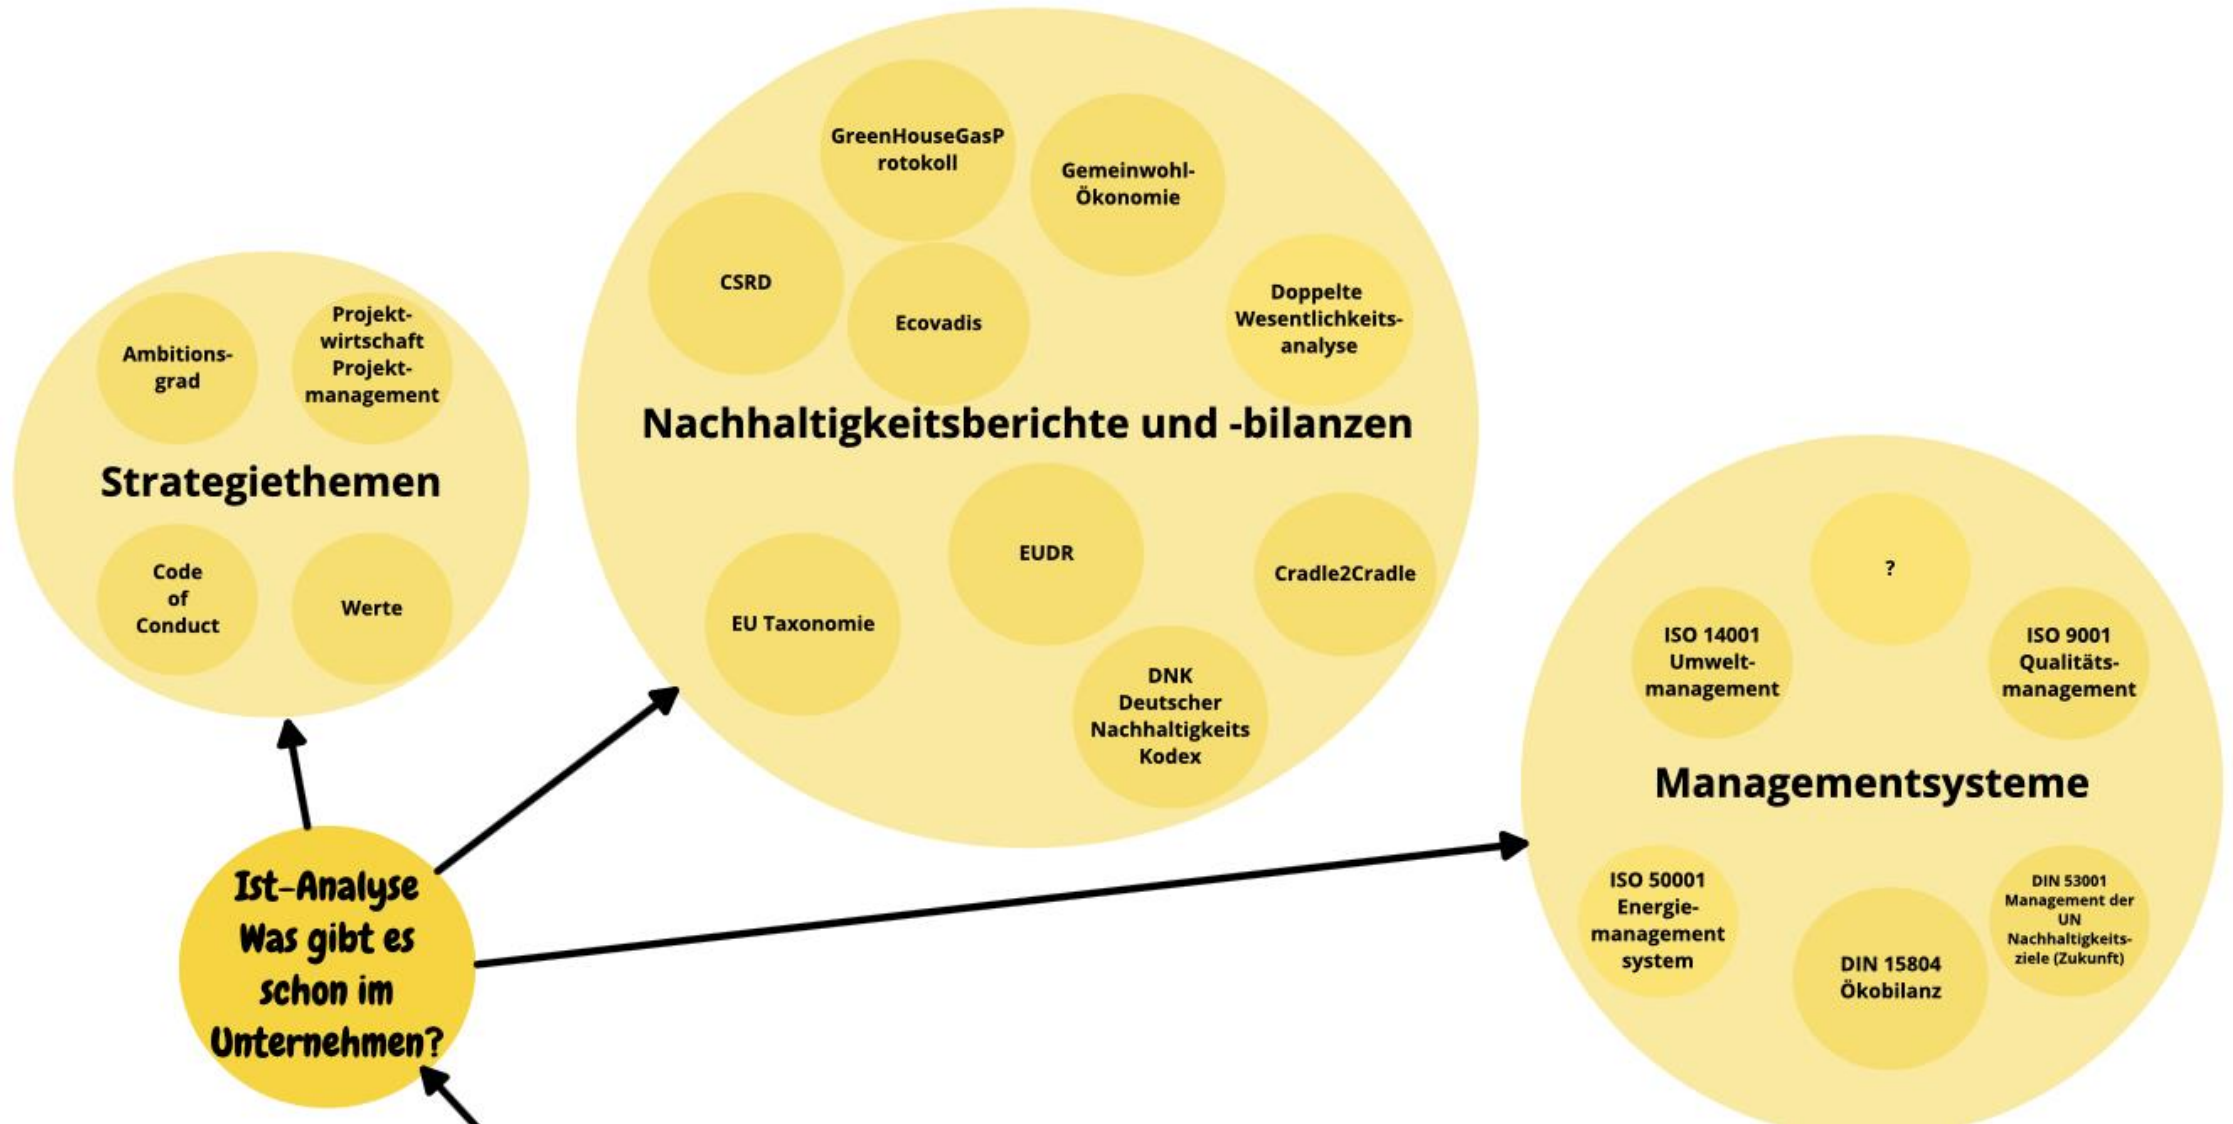 GreenHouseGasP
rotokoll
Gemeinwohl-
Ökonomie
CSRD
Ecovadis
Doppelte
Wesentlichkeits-
analyse
Nachhaltigkeitsberichte und -bilanzen
EUDR
Cradle2Cradle
EU Taxonomie
DNK
Deutscher
Nachhaltigkeits
Kodex
Ambitions-
grad
Projekt-
wirtschaft
Projekt-
management
Strategiethemen
Code
of
Conduct
Werte
?
ISO 14001
Umwelt-
management
ISO 9001
Qualitäts-
management
Managementsysteme
ISO 50001
Energie-
management
system
DIN 15804
Ökobilanz
DIN 53001
Management der
UN
Nachhaltigkeits-
ziele (Zukunft)
Ist-Analyse
Was gibt es
schon im
Unternehmen?